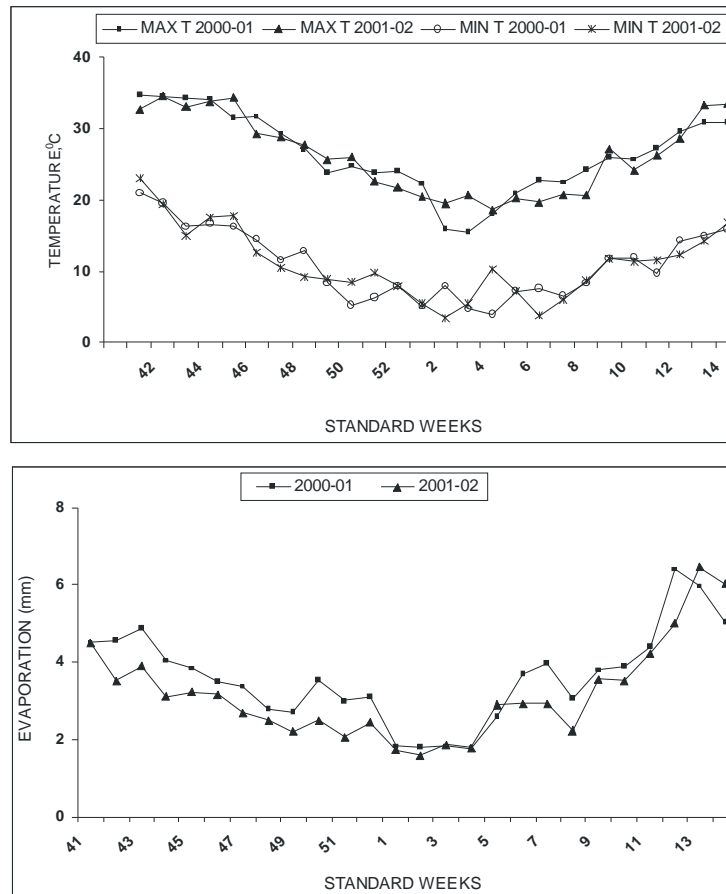 MAX T 2000-01 MAX T 2001-02 MIN T 2000-01 MIN T 2001-02
40
30
20
10
0
TEMPERATURE,⁰C
42 44 46 48 50 52 2 4 6 8 10 12 14
STANDARD WEEKS
2000-01 2001-02
8
6
4
2
0
EVAPORATION (mm)
41 43 45 47 49 51 1 3 5 7 9 11 13
STANDARD WEEKS